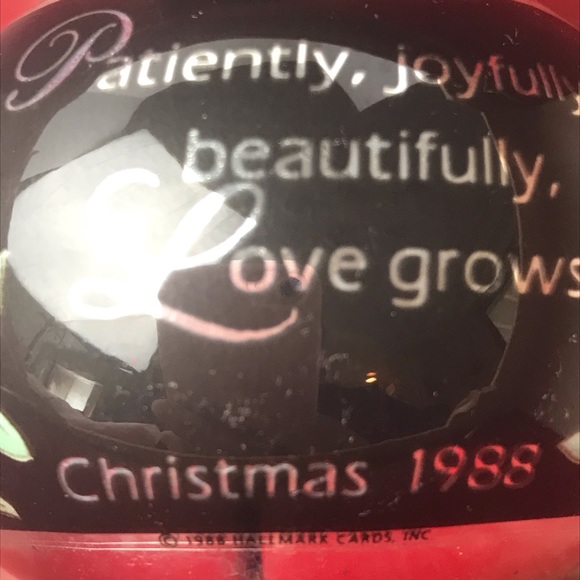 Patiently, joyfully,
beautifully,
Love grows
Christmas 1988
© 1988 HALLMARK CARDS, INC